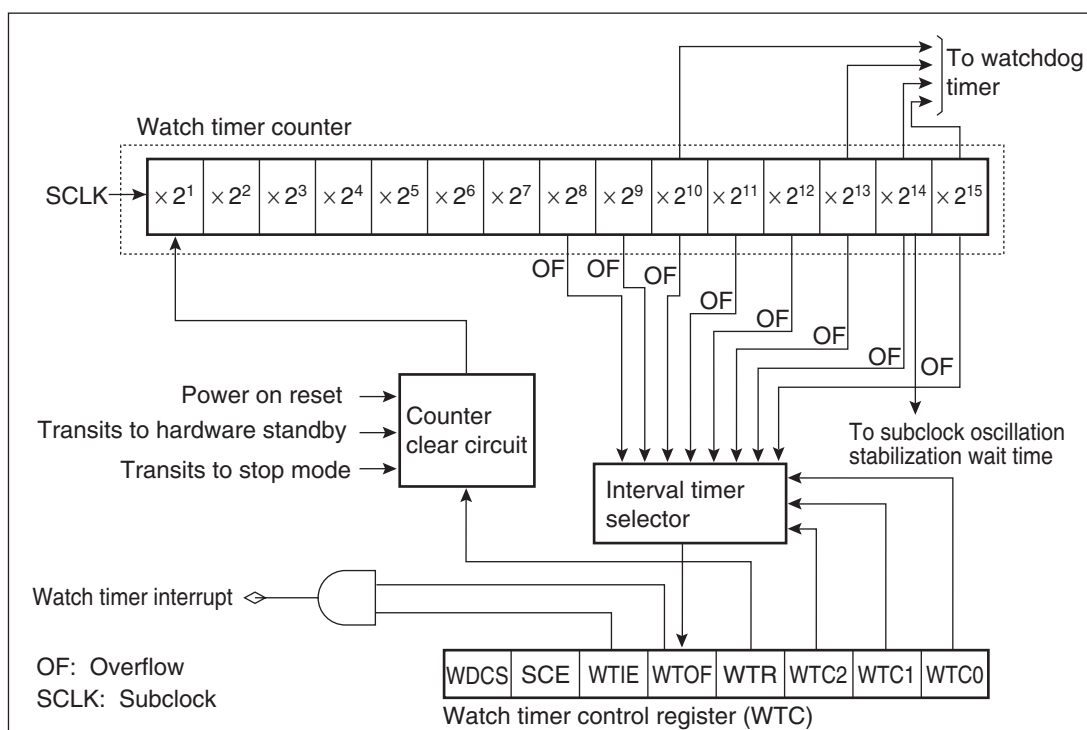 To watchdog
timer
Watch timer counter
SCLK
× 2¹ × 2² × 2³ × 2⁴ × 2⁵ × 2⁶ × 2⁷ × 2⁸ × 2⁹ × 2¹⁰ × 2¹¹ × 2¹² × 2¹³ × 2¹⁴ × 2¹⁵
OF OF OF OF OF OF OF OF
Power on reset
Transits to hardware standby
Transits to stop mode
Counter
clear circuit
To subclock oscillation
stabilization wait time
Interval timer
selector
Watch timer interrupt
OF: Overflow
SCLK: Subclock
WDCS SCE WTIE WTOF WTR WTC2 WTC1 WTC0
Watch timer control register (WTC)